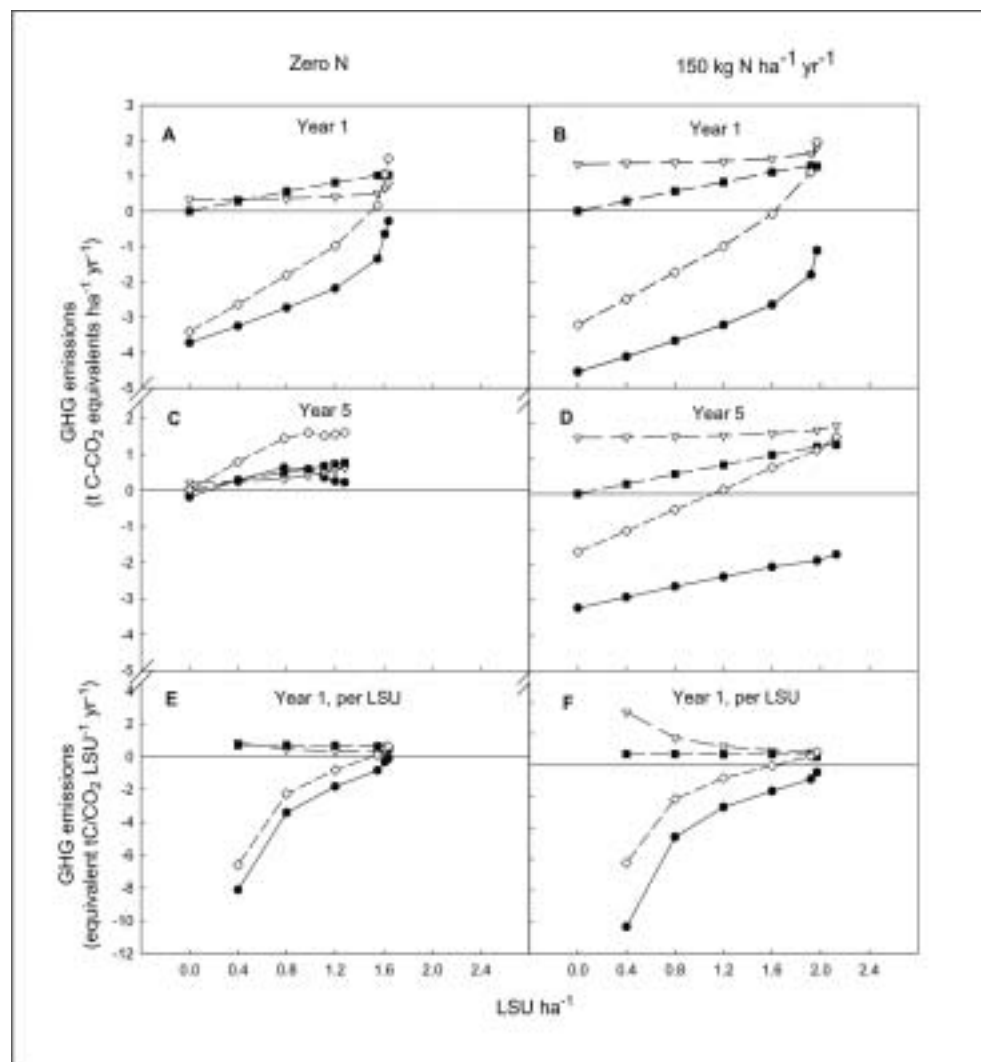 Zero N
150 kg N ha⁻¹ yr⁻¹
GHG emissions
(t C-CO₂ equivalents ha⁻¹ yr⁻¹)
A
Year 1
3
2
1
0
-1
-2
-3
-4
-5
B
Year 1
C
Year 5
2
1
0
-1
-2
-3
-4
-5
D
Year 5
GHG emissions
(equivalent tC/CO₂ LSU⁻¹ yr⁻¹)
E
Year 1, per LSU
4
2
0
-2
-4
-6
-8
-10
-12
F
Year 1, per LSU
0.0 0.4 0.8 1.2 1.6 2.0 2.4
0.0 0.4 0.8 1.2 1.6 2.0 2.4
LSU ha⁻¹